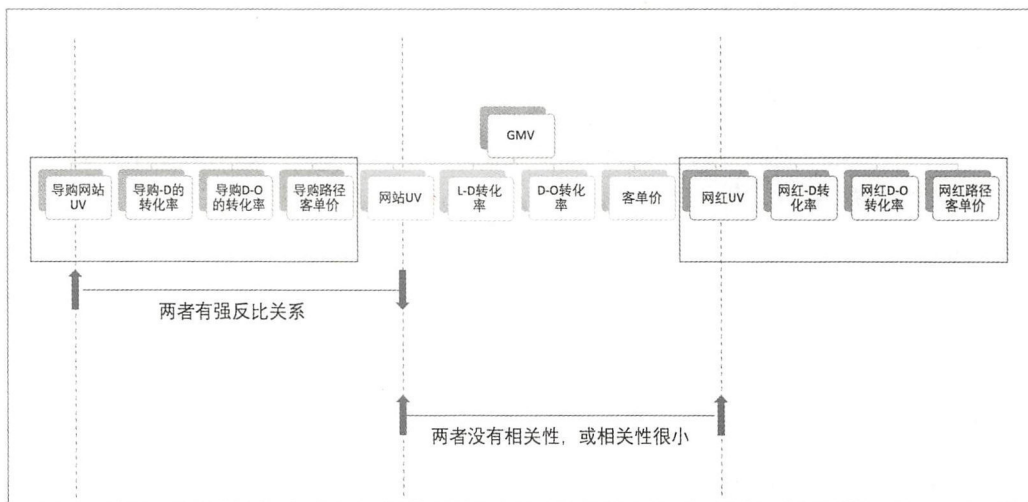 GMV
导购网站
UV
导购-D的
转化率
导购D-O
的转化率
导购路径
客单价
网站UV
L-D转化
率
D-O转化
率
客单价
网红UV
网红-D转
化率
网红D-O
转化率
网红路径
客单价
两者有强反比关系
两者没有相关性，或相关性很小